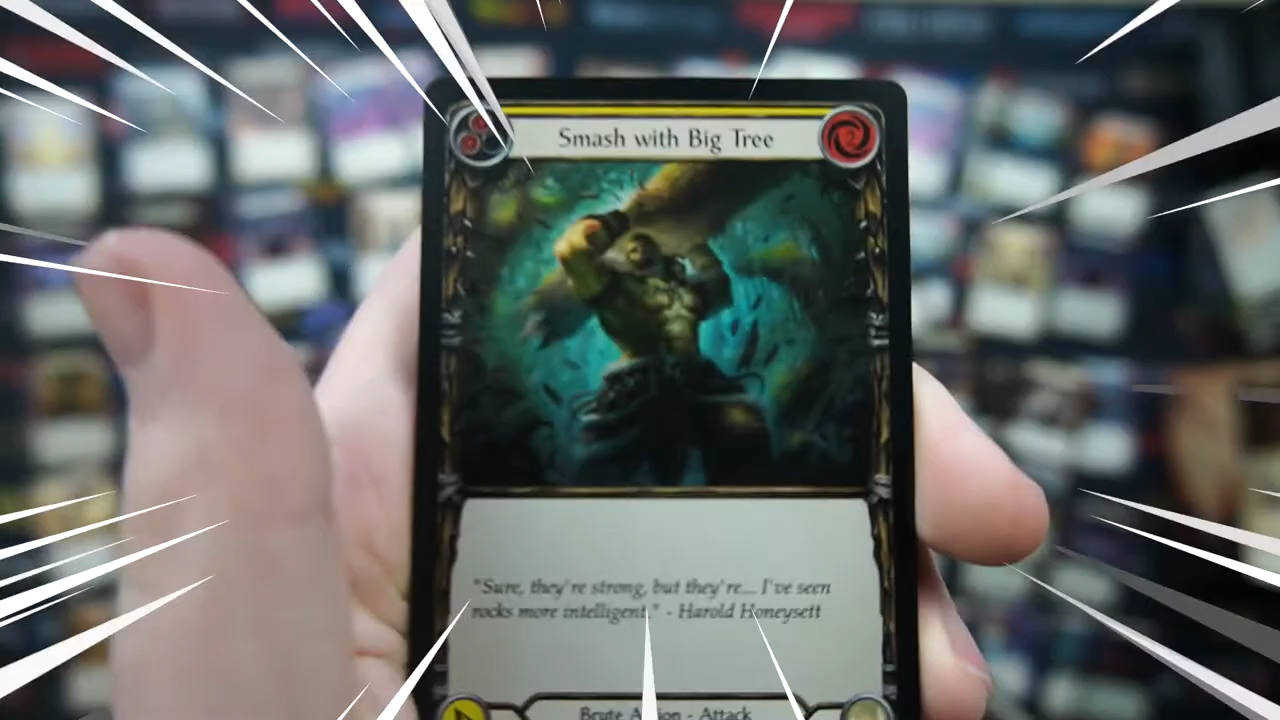 Smash with Big Tree
"Sure, they're strong, but they're... I've seen
rocks more intelligent." - Harold Honeysett
Brute Action - Attack